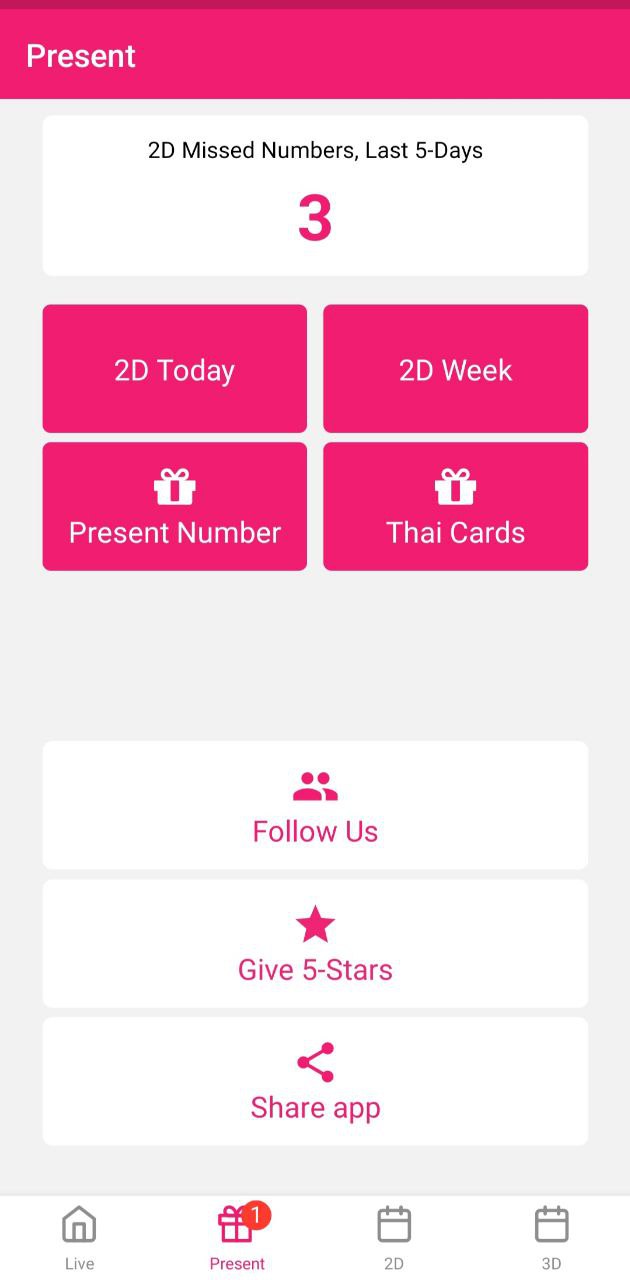 Present
2D Missed Numbers, Last 5-Days
3
2D Today
2D Week
Present Number
Thai Cards
Follow Us
Give 5-Stars
Share app
1
Live
Present
2D
3D